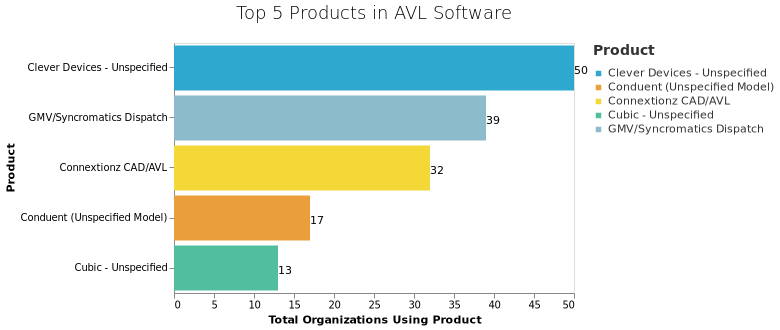 Top 5 Products in AVL Software
Product
Clever Devices - Unspecified
GMV/Syncromatics Dispatch
Connextionz CAD/AVL
Conduent (Unspecified Model)
Cubic - Unspecified
50
39
32
17
13
0 5 10 15 20 25 30 35 40 45 50
Total Organizations Using Product
Product
Clever Devices - Unspecified
Conduent (Unspecified Model)
Connextionz CAD/AVL
Cubic - Unspecified
GMV/Syncromatics Dispatch